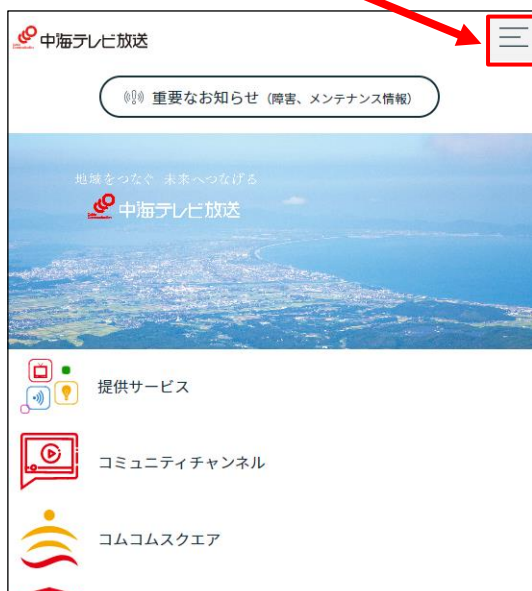 中海テレビ放送
重要なお知らせ（障害、メンテナンス情報）
地域をつなぐ 未来へつなげる
中海テレビ放送
提供サービス
コミュニティチャンネル
コムコムスクエア